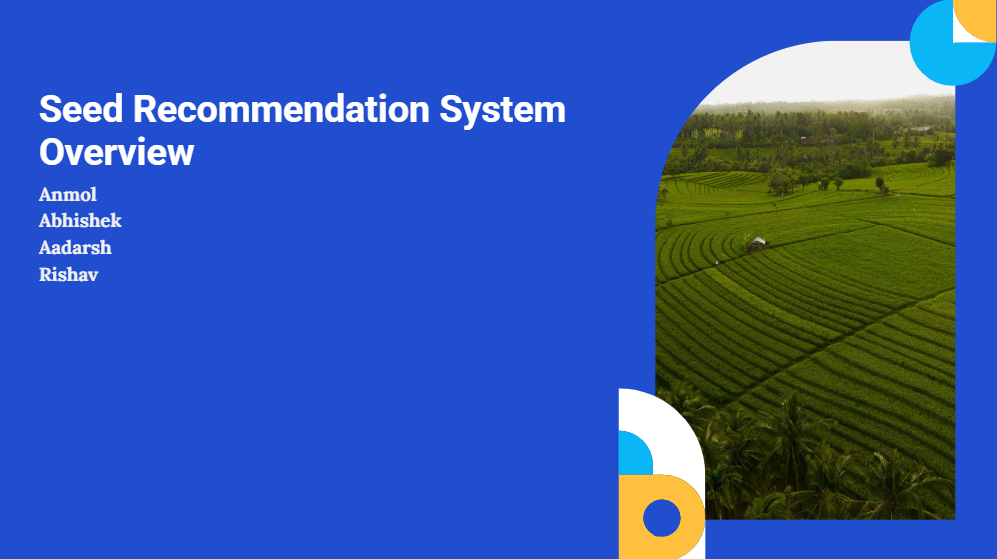 Seed Recommendation System
Overview
Anmol
Abhishek
Aadarsh
Rishav